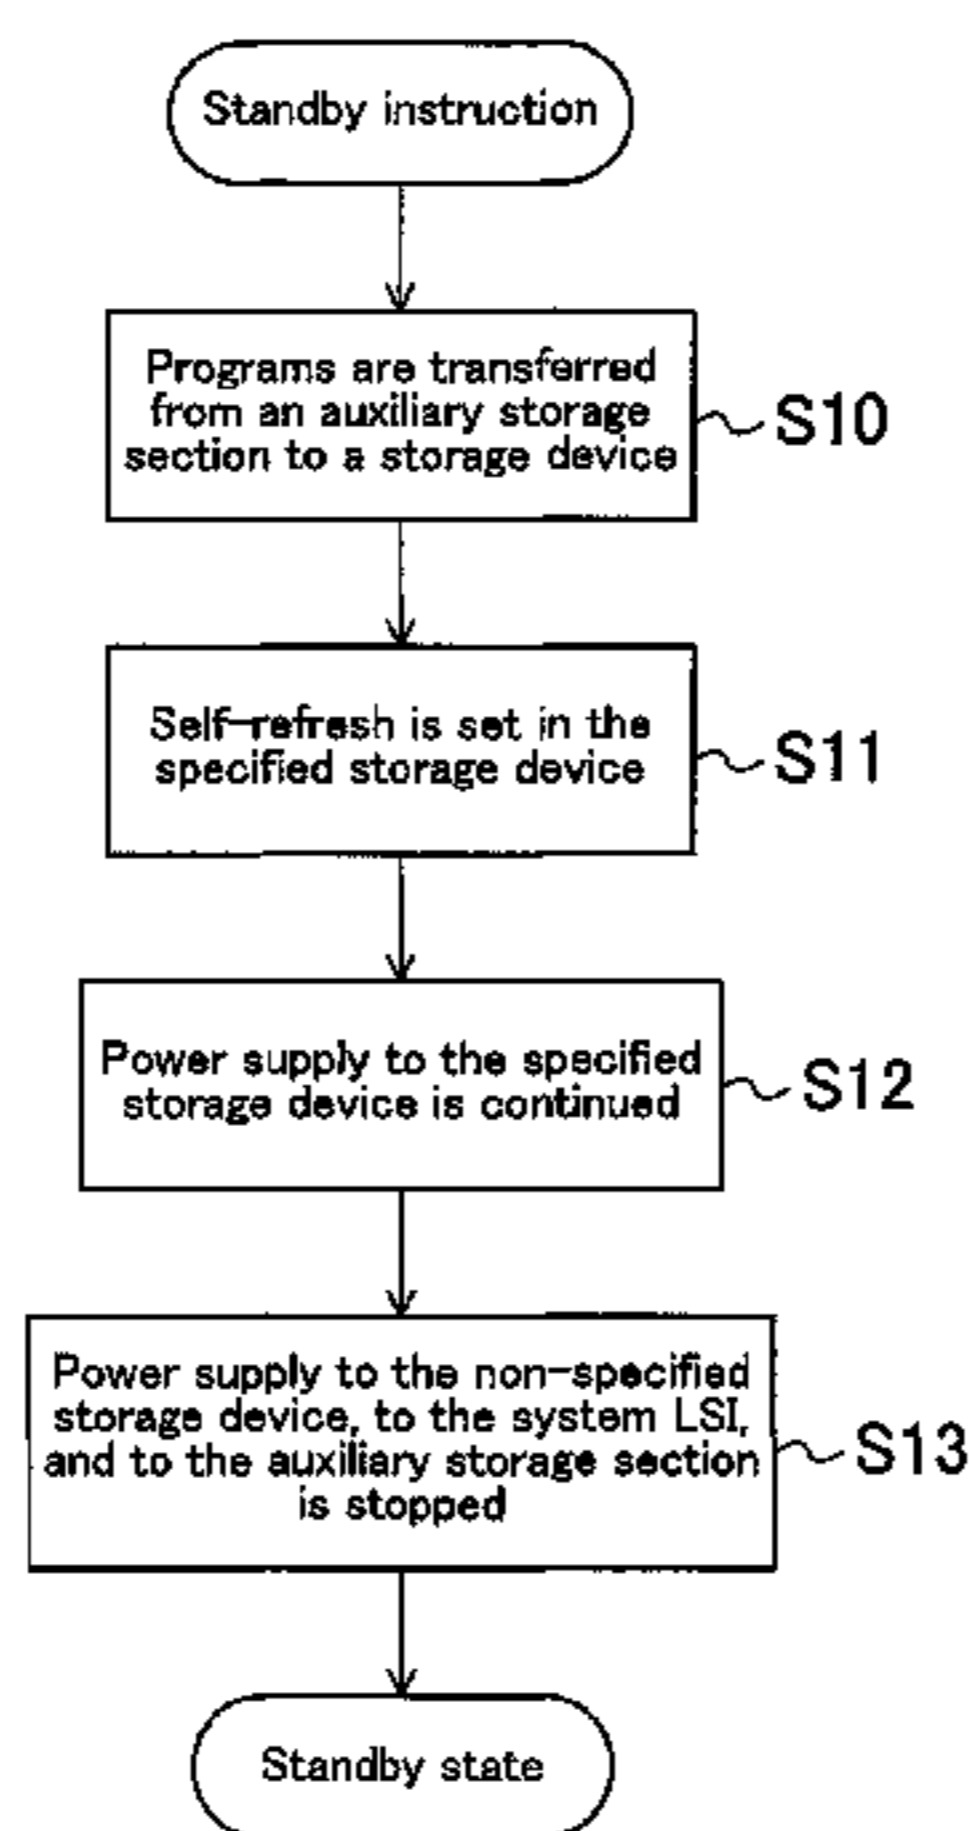 Standby instruction
Programs are transferred
from an auxiliary storage
section to a storage device
S10
Self-refresh is set in the
specified storage device
S11
Power supply to the specified
storage device is continued
S12
Power supply to the non-specified
storage device, to the system LSI,
and to the auxiliary storage section
is stopped
S13
Standby state